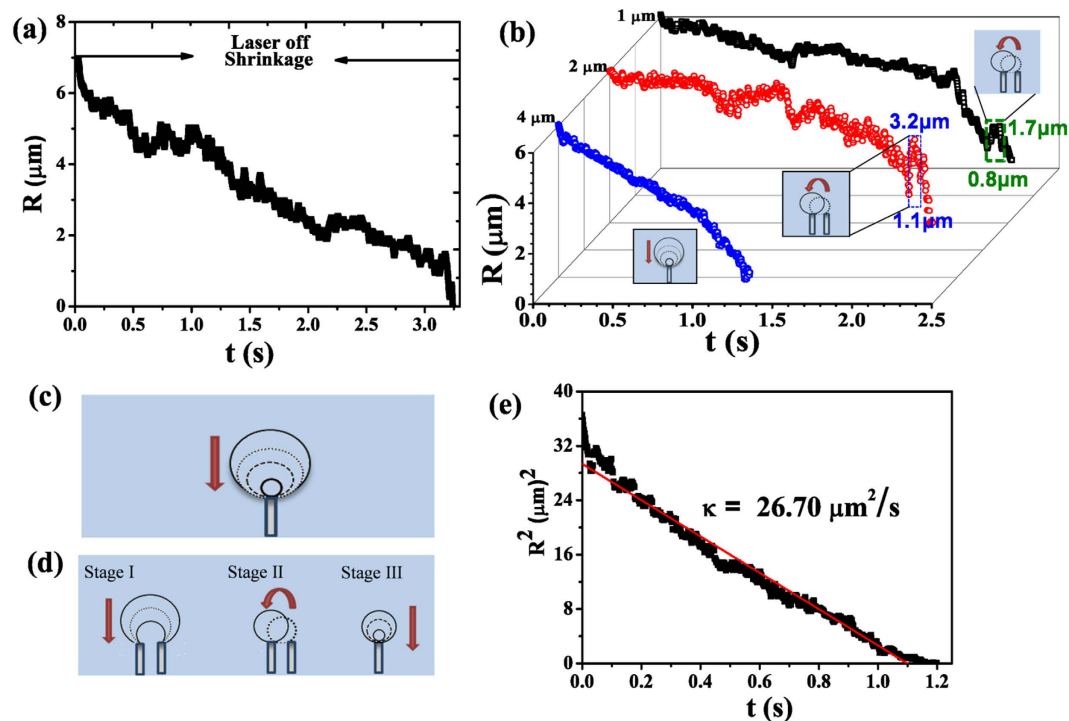 (a)
8
7
6
4
2
0
R (μm)
Laser off
Shrinkage
0.0 0.5 1.0 1.5 2.0 2.5 3.0
t (s)
(b)
1 μm
2 μm
4 μm
6
4
2
0
R (μm)
3.2μm
1.1μm
1.7μm
0.8μm
0.5 1.0 1.5 2.0 2.5
t (s)
(c)
(d)
Stage I Stage II Stage III
(e)
40
32
24
16
8
0
R² (μm)²
κ = 26.70 μm²/s
0.0 0.2 0.4 0.6 0.8 1.0 1.2
t (s)